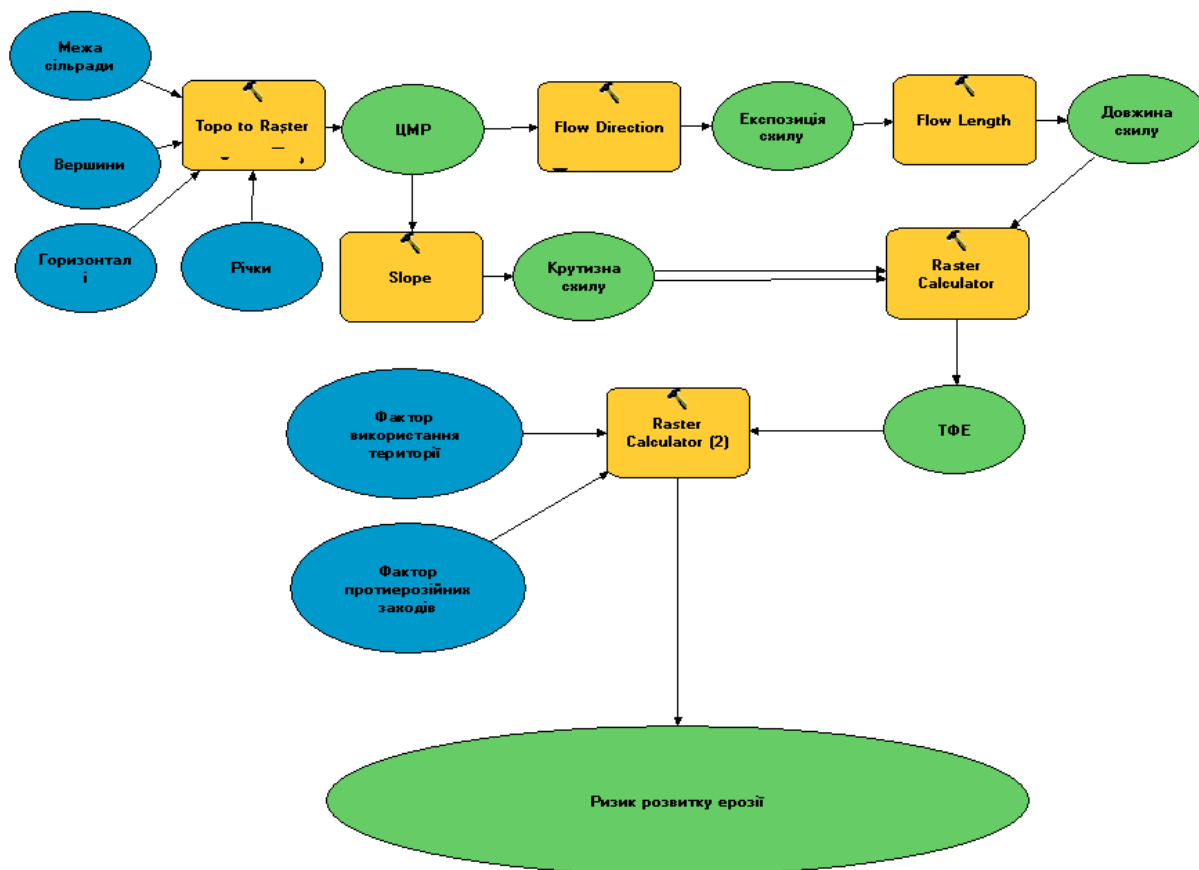 Межа
сільради
Topo to Raster
ЦМР
Flow Direction
Експозиція
схилу
Flow Length
Довжина
схилу
Вершини
Горизонтал
і
Річки
Slope
Крутизна
схилу
Raster
Calculator
Фактор
використання
території
Raster
Calculator (2)
ТФЕ
Фактор
протиерозійних
заходів
Ризик розвитку ерозії